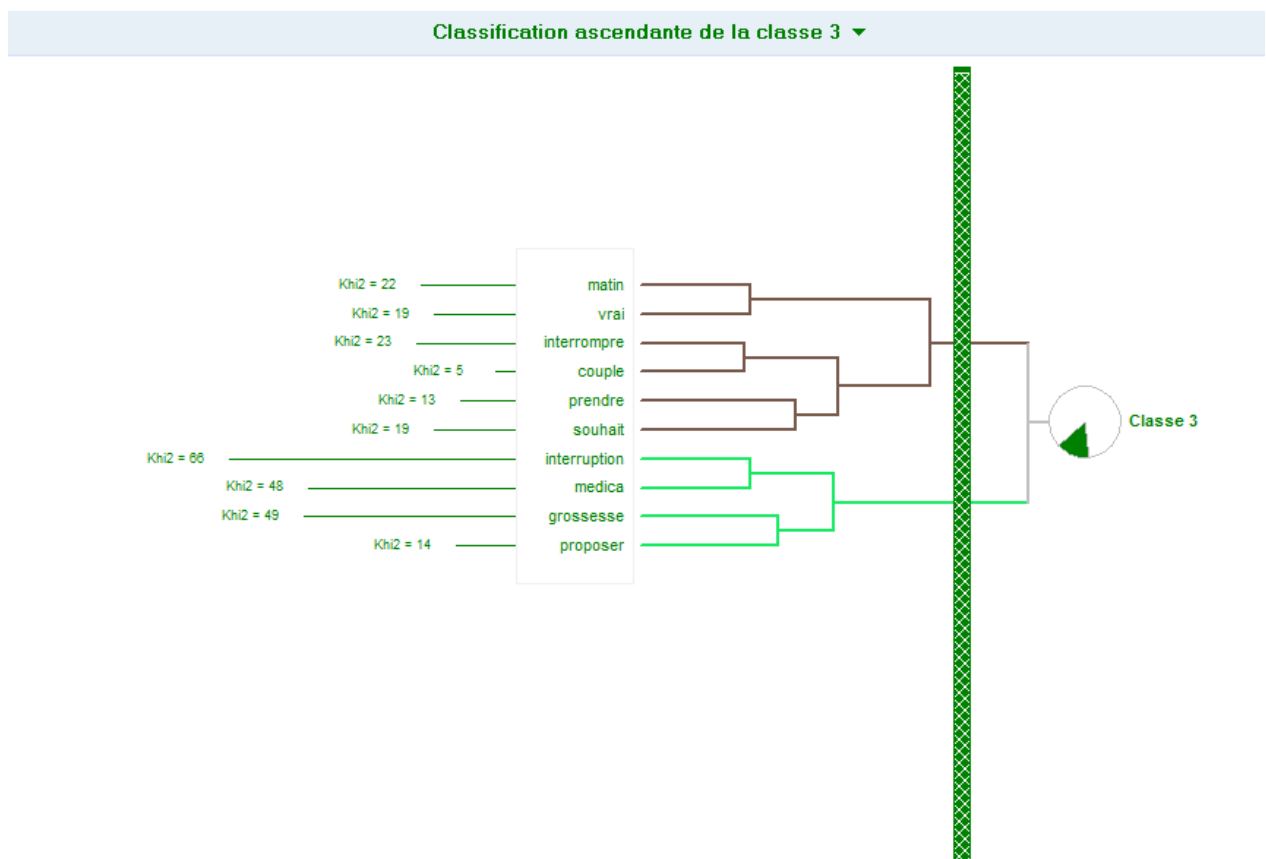 Classification ascendante de la classe 3
Khi2 = 22 matin
Khi2 = 19 vrai
Khi2 = 23 interrompre
Khi2 = 5 couple
Khi2 = 13 prendre
Khi2 = 19 souhait
Khi2 = 66 interruption
Khi2 = 48 medica
Khi2 = 49 grossesse
Khi2 = 14 proposer
Classe 3